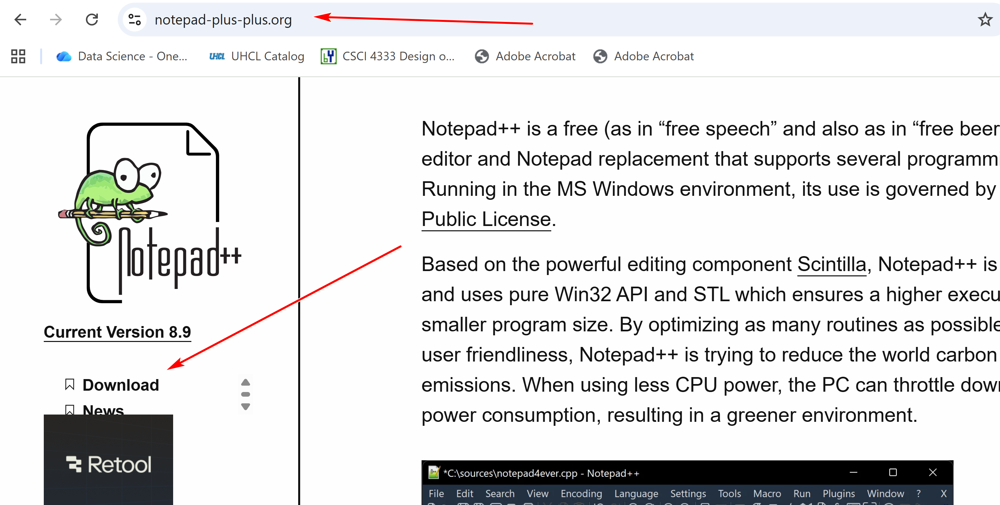 notepad-plus-plus.org
Data Science - One...
UHCL
UHCL Catalog
CSCI 4333 Design o...
Adobe Acrobat
Adobe Acrobat
Notepad++
Current Version 8.9
Download
News
Retool
Notepad++ is a free (as in “free speech” and also as in “free beer
editor and Notepad replacement that supports several programmi
Running in the MS Windows environment, its use is governed by
Public License.
Based on the powerful editing component Scintilla, Notepad++ is
and uses pure Win32 API and STL which ensures a higher execu
smaller program size. By optimizing as many routines as possible
user friendliness, Notepad++ is trying to reduce the world carbon
emissions. When using less CPU power, the PC can throttle down
power consumption, resulting in a greener environment.
*C:\sources\notepad4ever.cpp - Notepad++
File Edit Search View Encoding Language Settings Tools Macro Run Plugins Window ? X